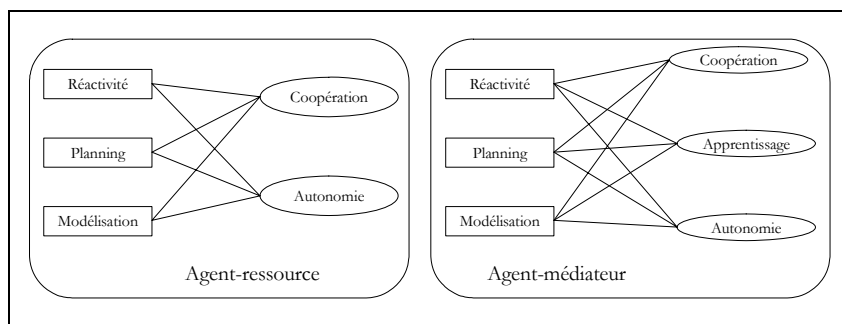 Réactivité
Coopération
Planning
Autonomie
Modélisation
Agent-ressource
Coopération
Réactivité
Planning
Apprentissage
Modélisation
Autonomie
Agent-médiateur